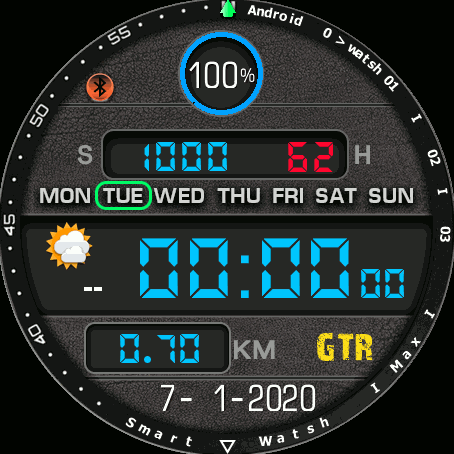 Android 0 > watsh 01 I 02 I 03 I Max I
55
50
45
40
100%
S 1000 62 H
MON TUE WED THU FRI SAT SUN
-- 00:00 00
0.70 KM GTR
7- 1-2020
Smart Watsh